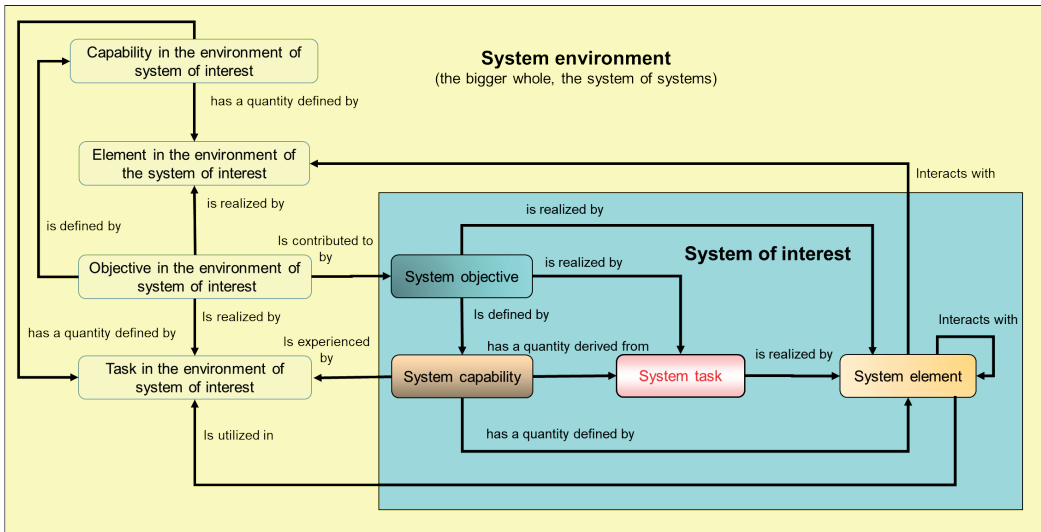 Capability in the environment of
system of interest
System environment
(the bigger whole, the system of systems)
has a quantity defined by
Element in the environment of
the system of interest
Interacts with
is realized by
is realized by
is defined by
Is contributed to
by
System of interest
Objective in the environment of
system of interest
System objective
is realized by
Is realized by
Is defined by
Interacts with
has a quantity defined by
Is experienced
by
has a quantity derived from
is realized by
Task in the environment of
system of interest
System capability
System task
System element
Is utilized in
has a quantity defined by